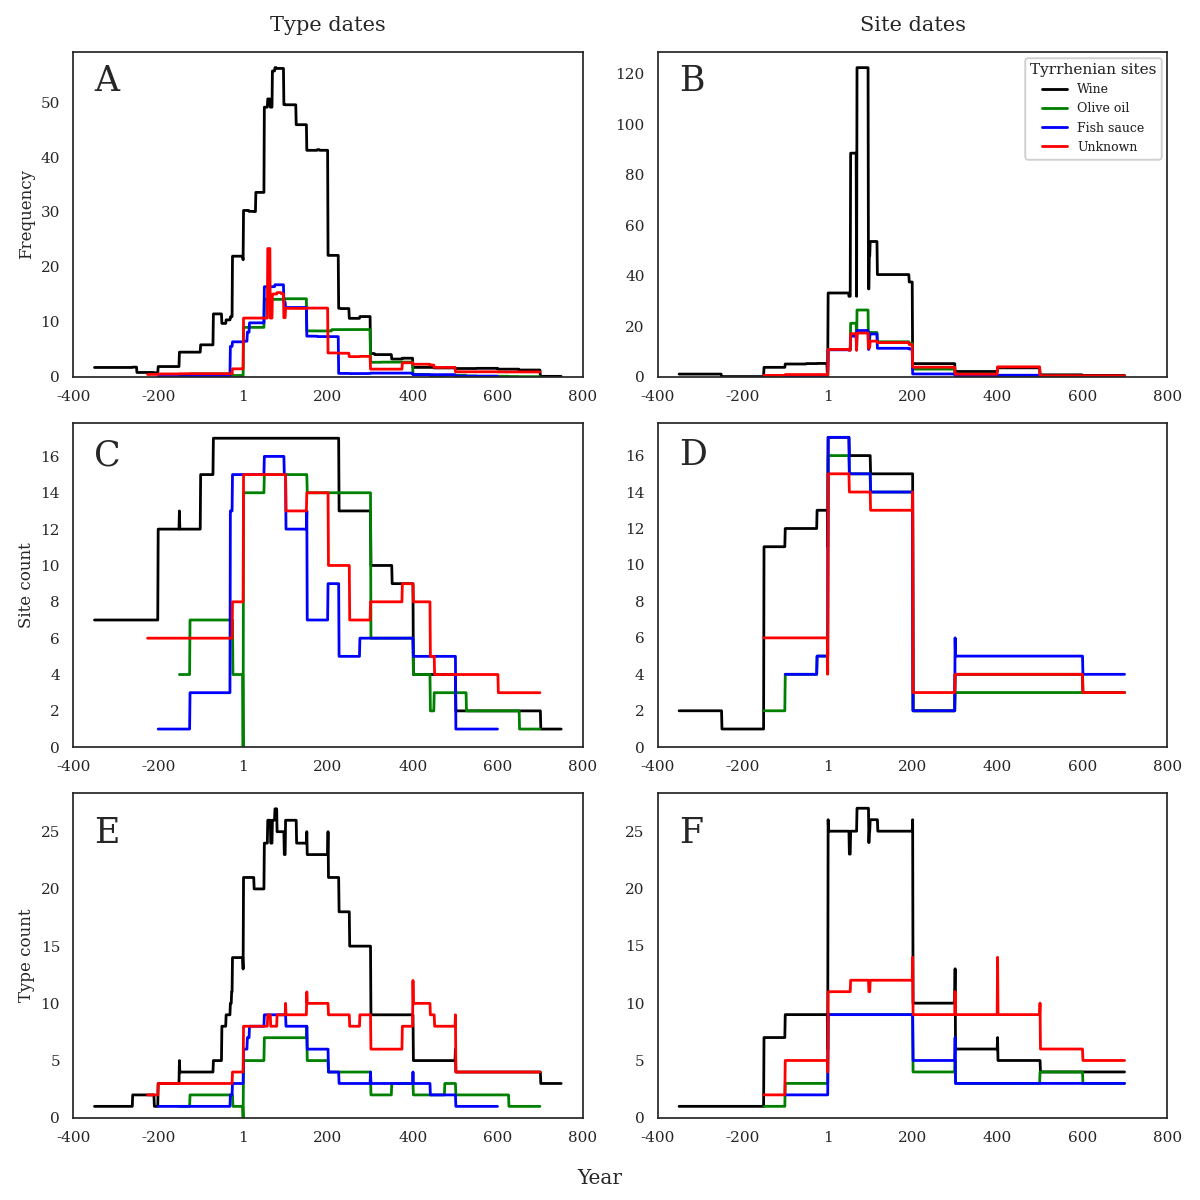 Type dates
Site dates
A
B
Tyrrhenian sites
Wine
Olive oil
Fish sauce
Unknown
Frequency
50
40
30
20
10
0
-400 -200 1 200 400 600 800
120
100
80
60
40
20
0
-400 -200 1 200 400 600 800
C
D
Site count
16
14
12
10
8
6
4
2
0
-400 -200 1 200 400 600 800
16
14
12
10
8
6
4
2
0
-400 -200 1 200 400 600 800
E
F
Type count
25
20
15
10
5
0
-400 -200 1 200 400 600 800
25
20
15
10
5
0
-400 -200 1 200 400 600 800
Year